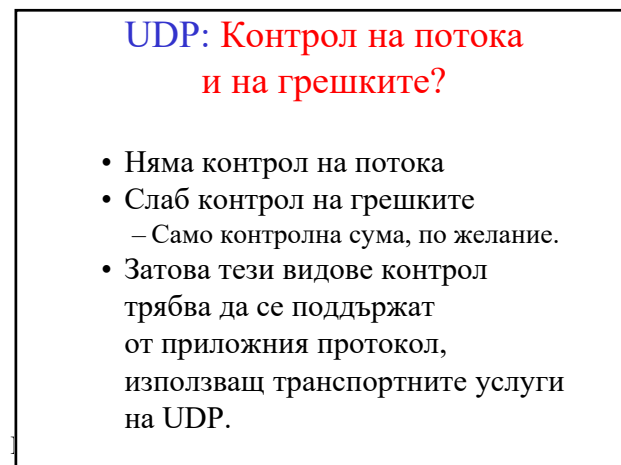 UDP: Контрол на потока
и на грешките?
• Няма контрол на потока
• Слаб контрол на грешките
– Само контролна сума, по желание.
• Затова тези видове контрол
трябва да се поддържат
от приложния протокол,
използващ транспортните услуги
на UDP.